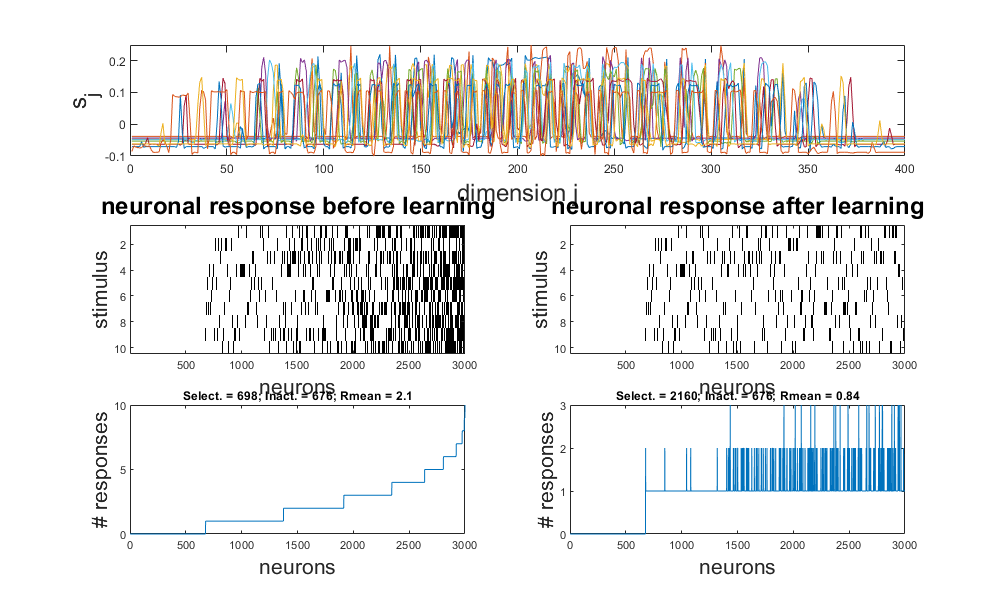 0.2
0.1
0
-0.1
s_j
0 50 100 150 200 250 300 350 400
dimension j
neuronal response before learning
neuronal response after learning
stimulus
2
4
6
8
10
500 1000 1500 2000 2500 3000
neurons
stimulus
2
4
6
8
10
500 1000 1500 2000 2500 3000
neurons
Select. = 698; Inact. = 676; Rmean = 2.1
# responses
10
5
0
0 500 1000 1500 2000 2500 3000
neurons
Select. = 2160; Inact. = 676; Rmean = 0.84
# responses
3
2
1
0
0 500 1000 1500 2000 2500 3000
neurons